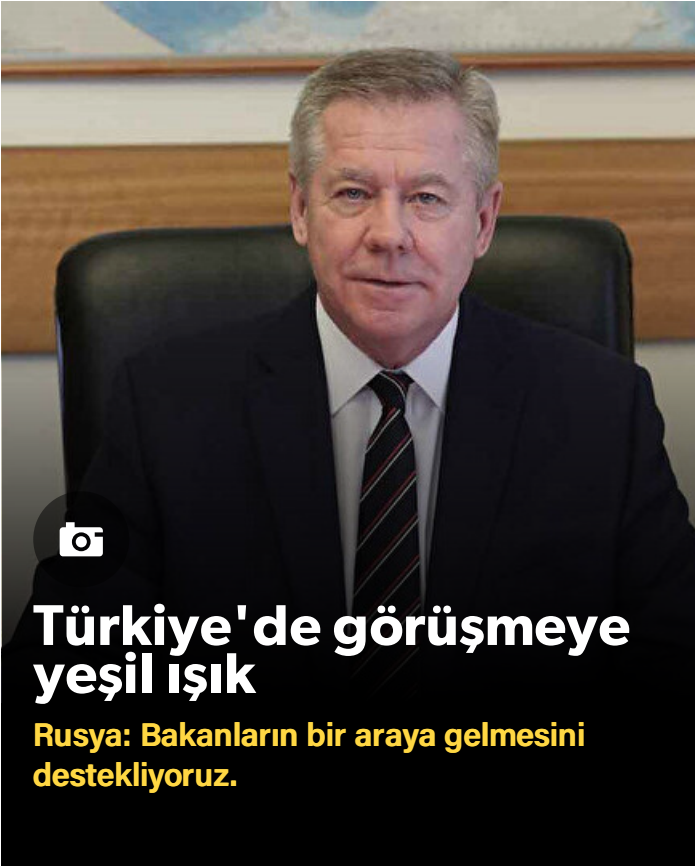 Türkiye'de görüşmeye
yeşil ışık
Rusya: Bakanların bir araya gelmesini
destekliyoruz.